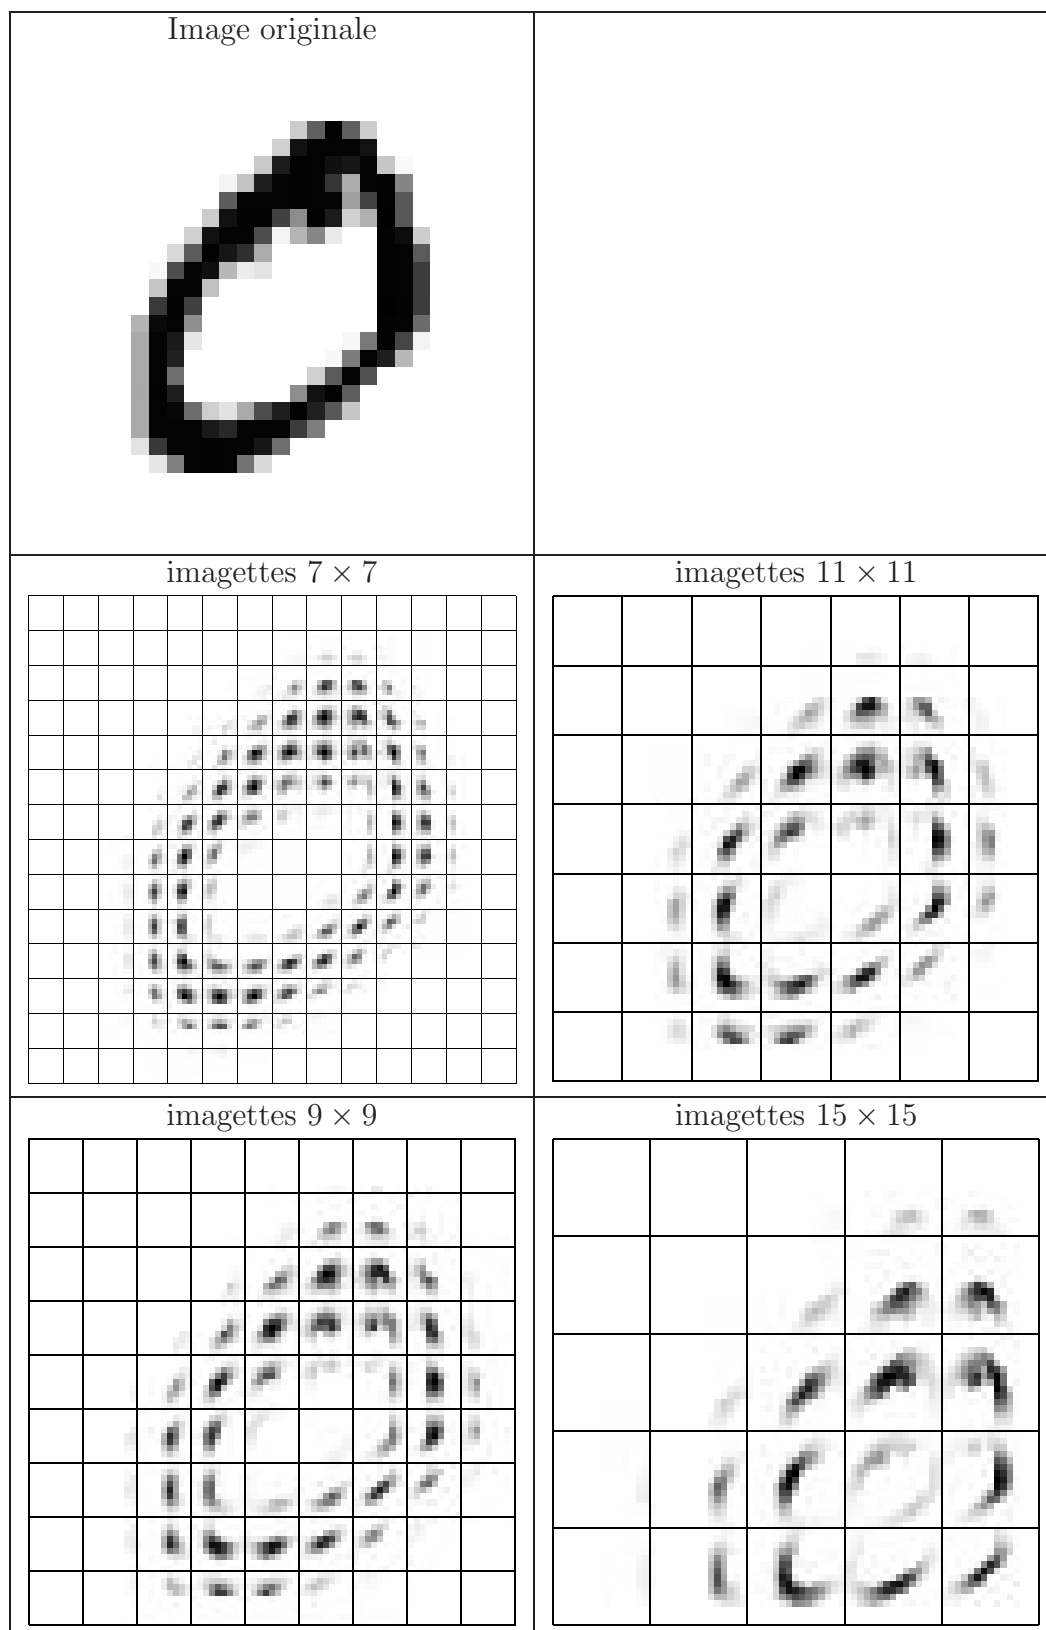 Image originale
imagettes 7 × 7
imagettes 11 × 11
imagettes 9 × 9
imagettes 15 × 15